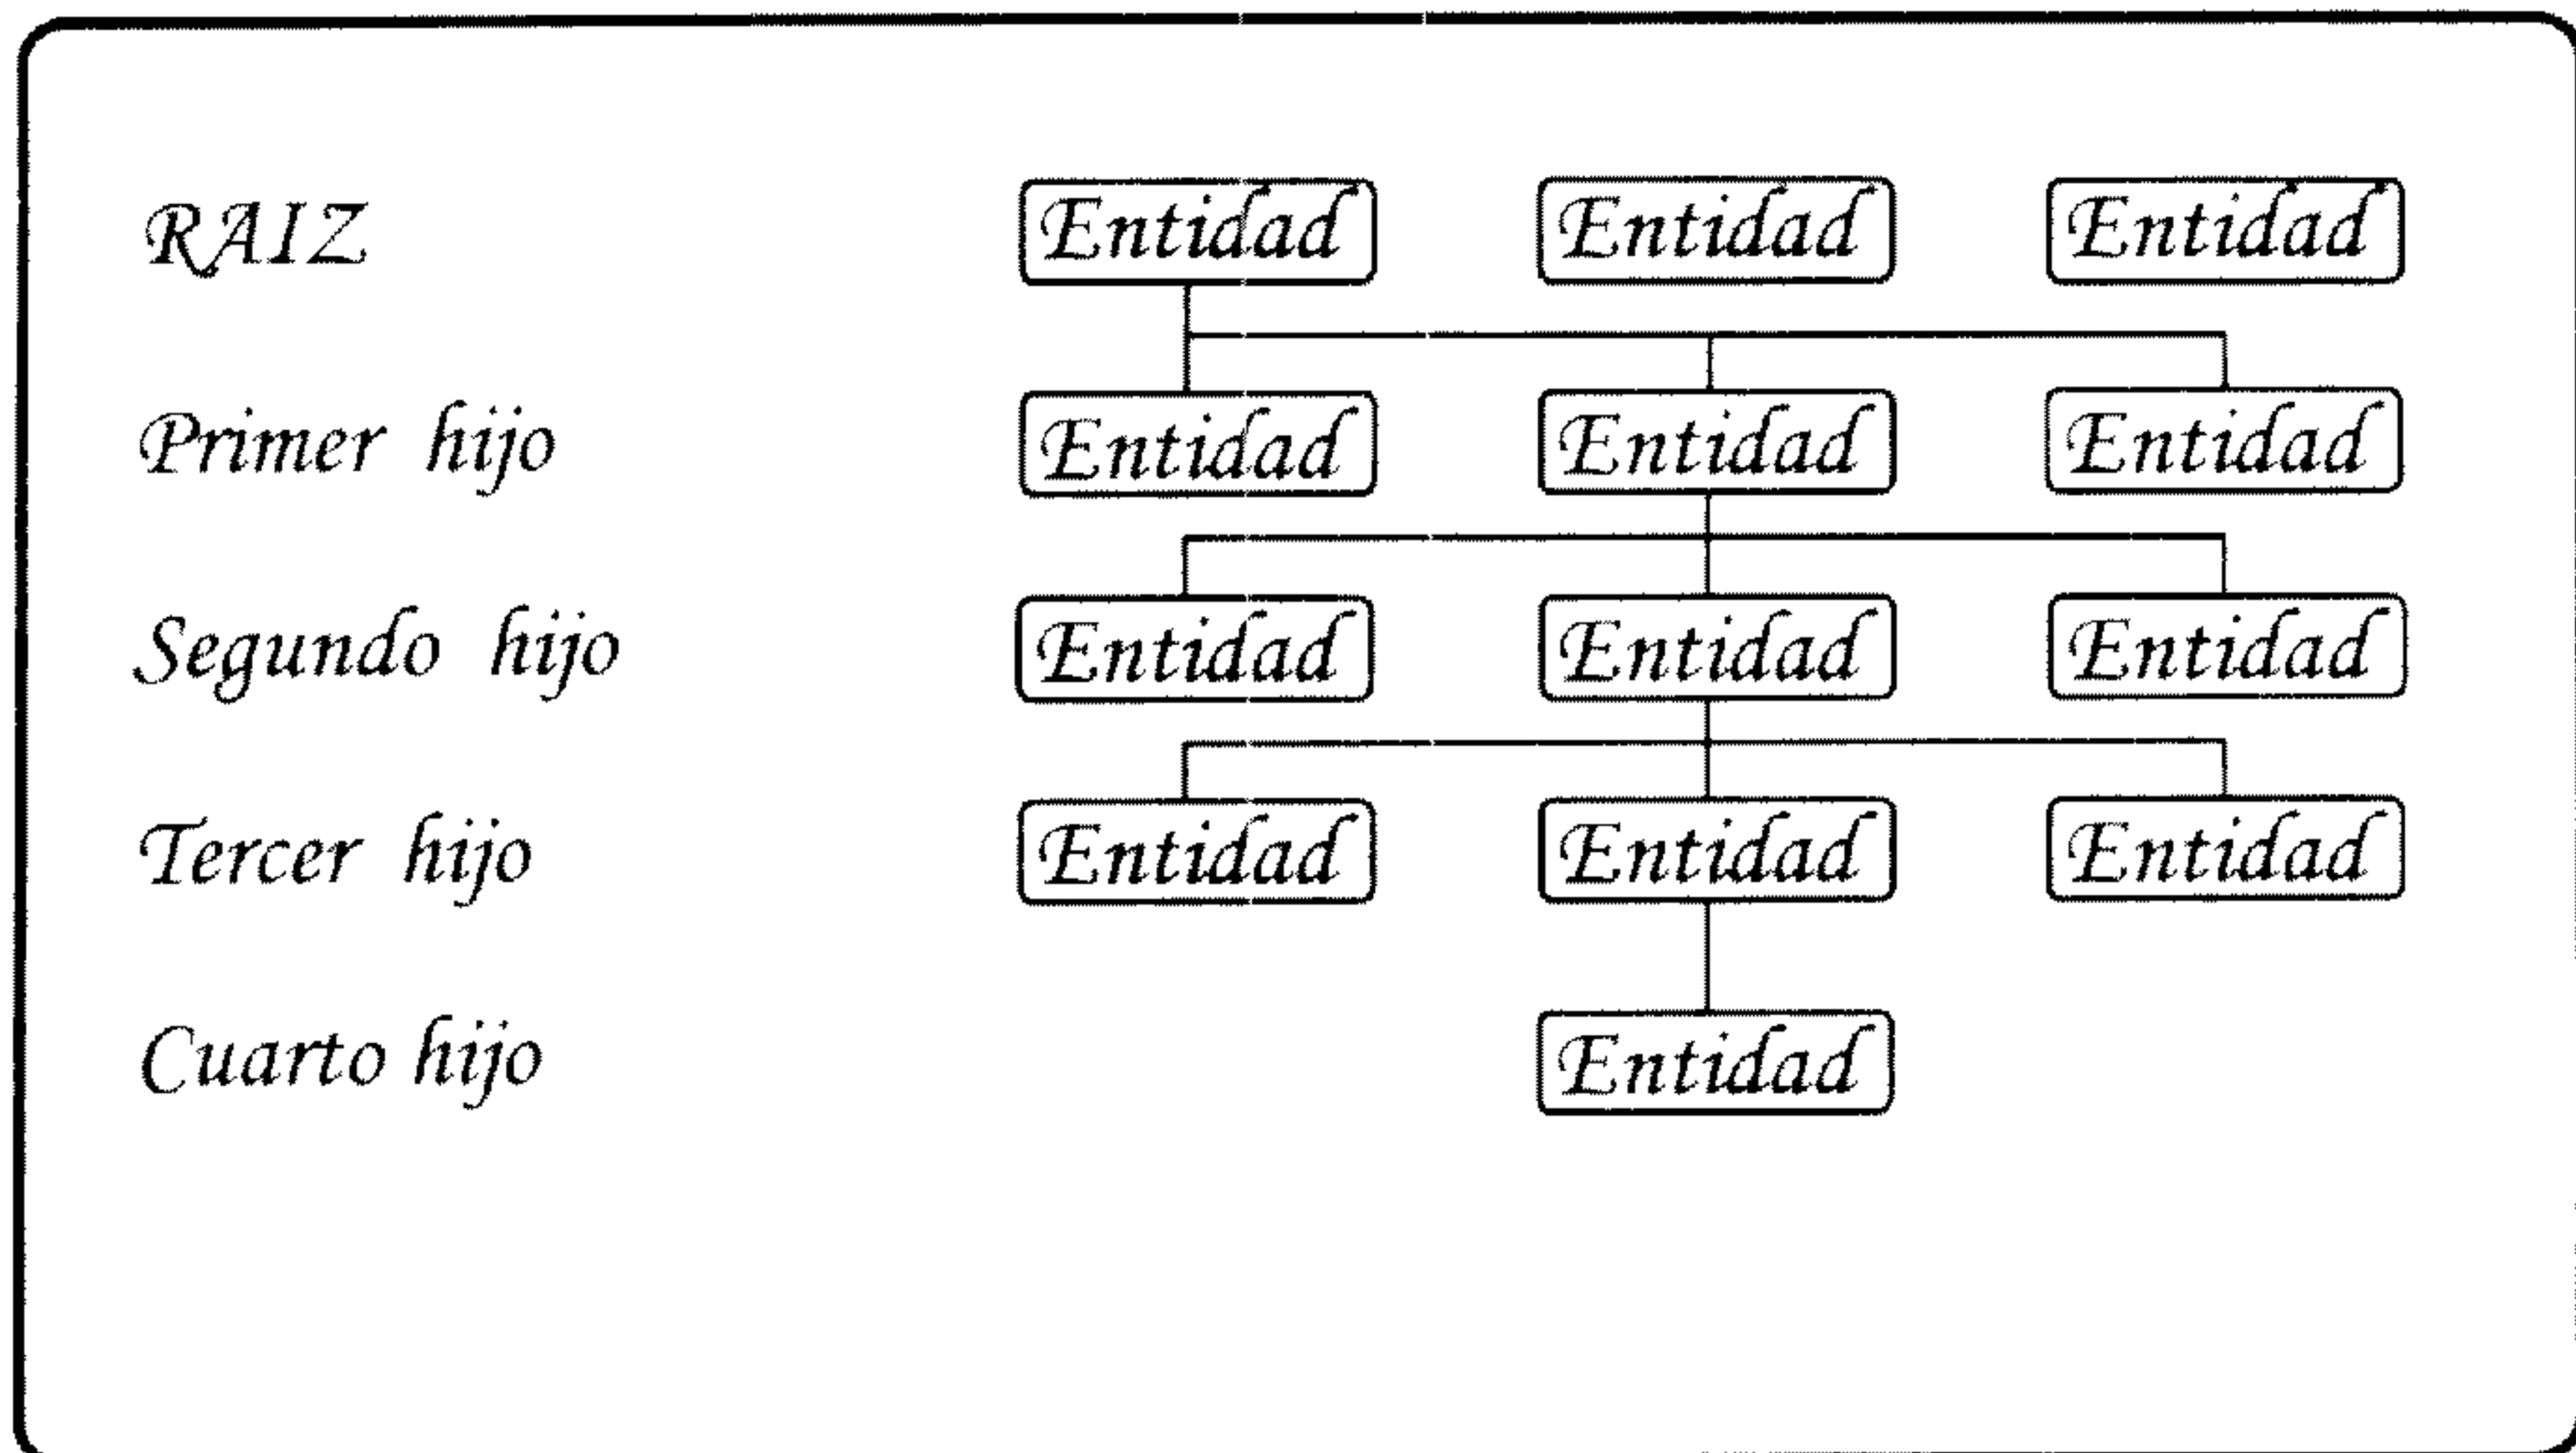 RAIZ Entidad Entidad Entidad
Primer hijo Entidad Entidad Entidad
Segundo hijo Entidad Entidad Entidad
Tercer hijo Entidad Entidad Entidad
Cuarto hijo Entidad